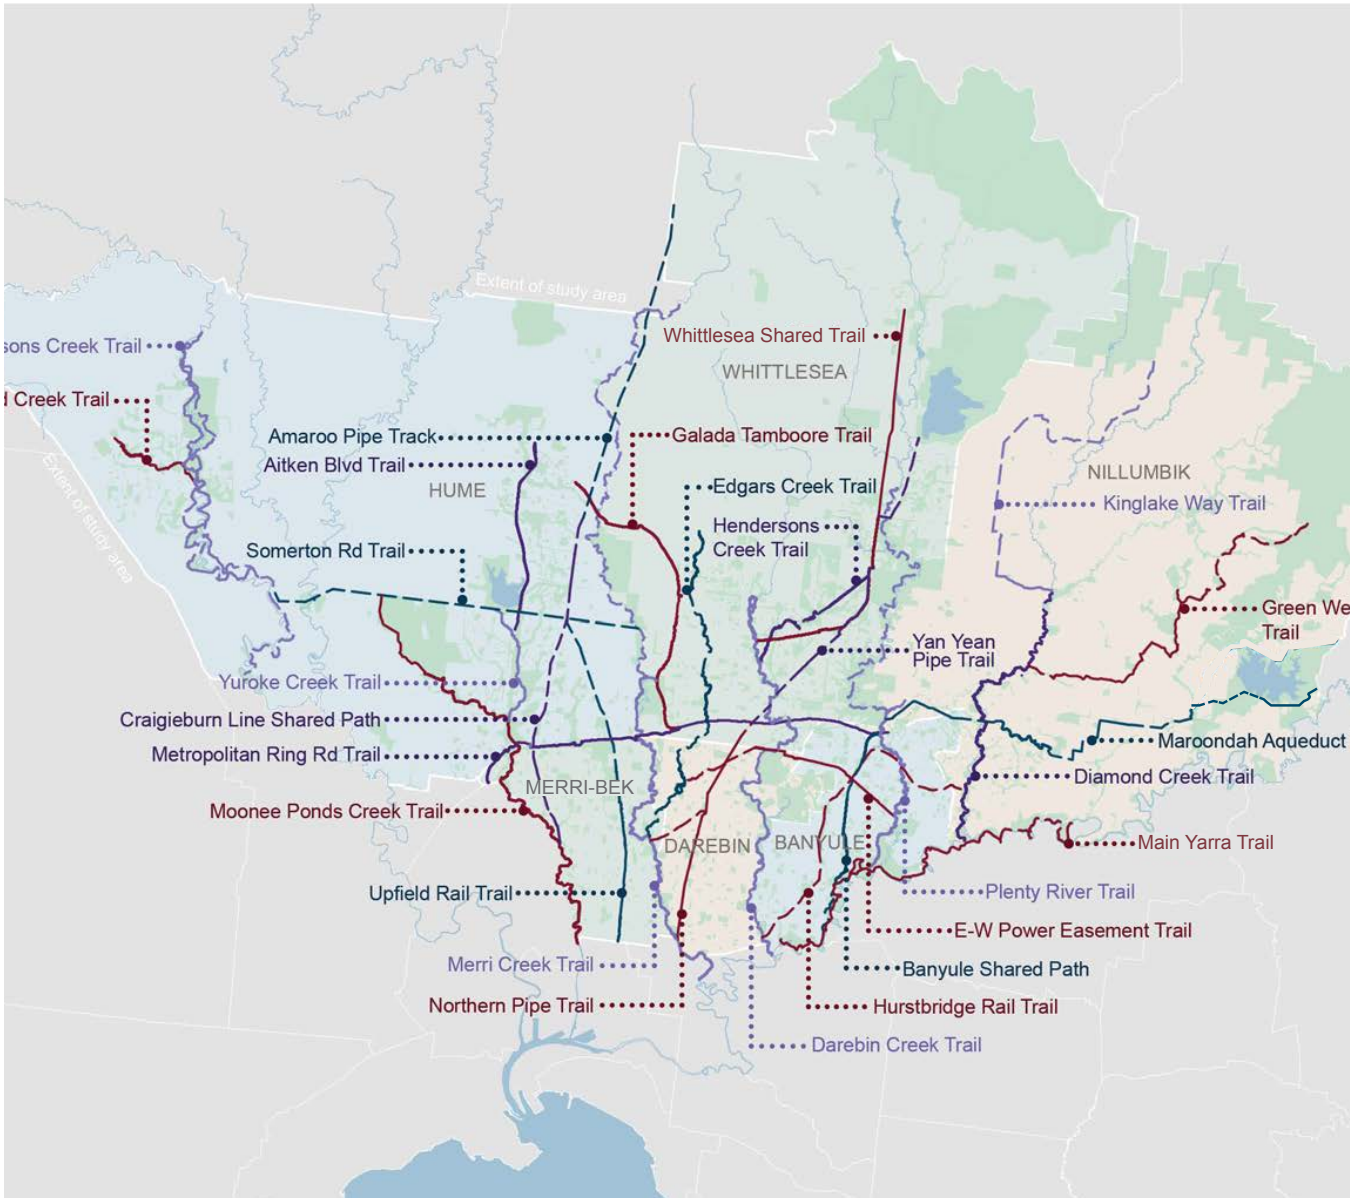 Extent of study area
Whittlesea Shared Trail
sons Creek Trail
WHITTLESEA
d Creek Trail
Amaroo Pipe Track
Galada Tamboore Trail
Aitken Blvd Trail
HUME
NILLUMBIK
Edgars Creek Trail
Kinglake Way Trail
Extent of study area
Hendersons
Creek Trail
Somerton Rd Trail
Green We
Trail
Yan Yean
Pipe Trail
Yuroke Creek Trail
Craigieburn Line Shared Path
Maroondah Aqueduct
Metropolitan Ring Rd Trail
Diamond Creek Trail
MERRI-BEK
Moonee Ponds Creek Trail
DAREBIN
BANYULE
Main Yarra Trail
Upfield Rail Trail
Plenty River Trail
E-W Power Easement Trail
Merri Creek Trail
Banyule Shared Path
Northern Pipe Trail
Hurstbridge Rail Trail
Darebin Creek Trail